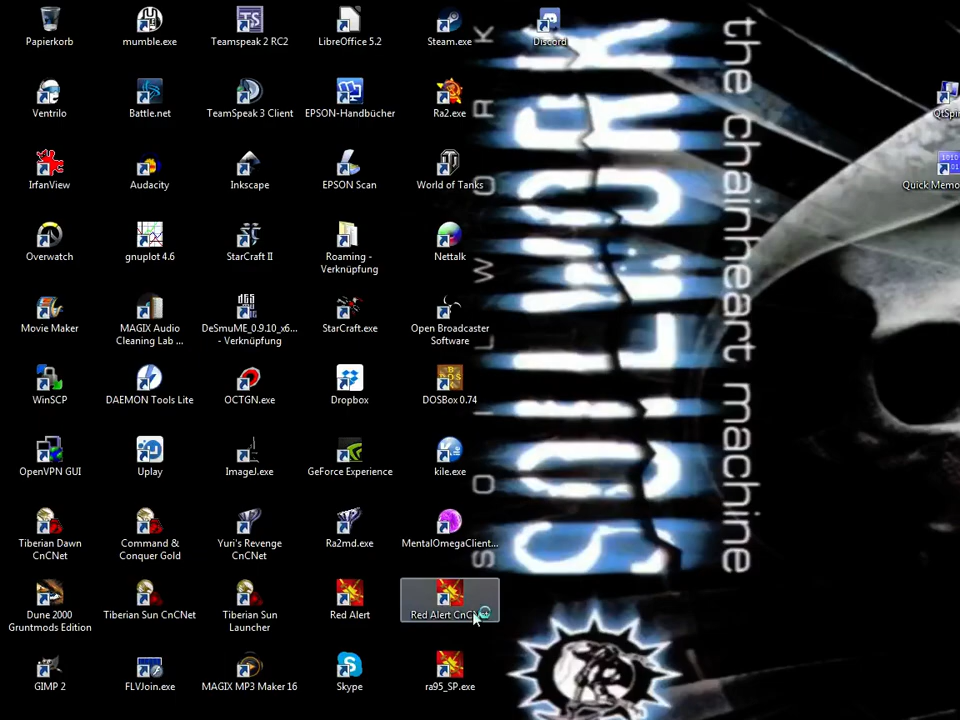 Papierkorb
mumble.exe
Teamspeak 2 RC2
LibreOffice 5.2
Steam.exe
Discord
Ventrilo
Battle.net
TeamSpeak 3 Client
EPSON-Handbücher
Ra2.exe
IrfanView
Audacity
Inkscape
EPSON Scan
World of Tanks
Quick Memo
Overwatch
gnuplot 4.6
StarCraft II
Roaming -
Verknüpfung
Nettalk
Movie Maker
MAGIX Audio
Cleaning Lab ...
DeSmuME_0.9.10_x6...
- Verknüpfung
StarCraft.exe
Open Broadcaster
Software
WinSCP
DAEMON Tools Lite
OCTGN.exe
Dropbox
DOSBox 0.74
OpenVPN GUI
Uplay
ImageJ.exe
GeForce Experience
kile.exe
Tiberian Dawn
CnCNet
Command &
Conquer Gold
Yuri's Revenge
CnCNet
Ra2md.exe
MentalOmegaClient...
Dune 2000
Gruntmods Edition
Tiberian Sun CnCNet
Tiberian Sun
Launcher
Red Alert
Red Alert CnCNet
GIMP 2
FLVJoin.exe
MAGIX MP3 Maker 16
Skype
ra95_SP.exe
SOILWORK
the chainheart machine